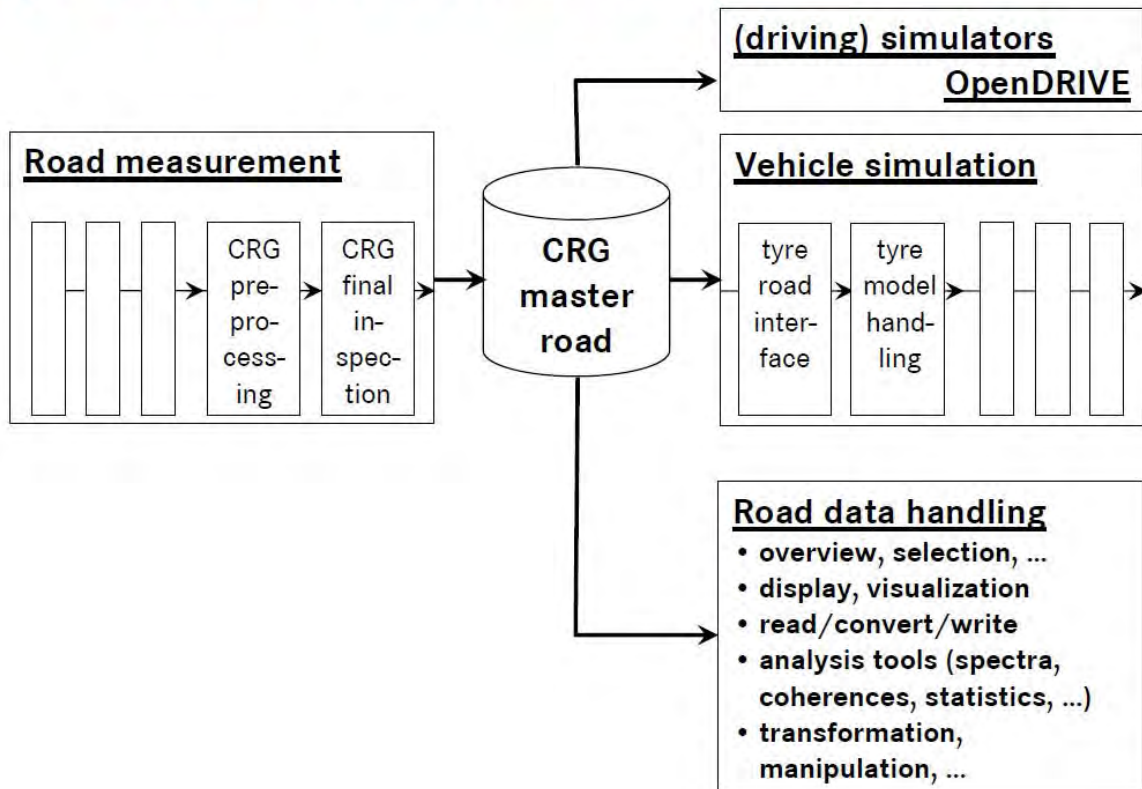 (driving) simulators
OpenDRIVE
Road measurement
CRG
pre-
pro-
cess-
ing
CRG
final
in-
spec-
tion
CRG
master
road
Vehicle simulation
tyre
road
inter-
face
tyre
model
hand-
ling
Road data handling
• overview, selection, ...
• display, visualization
• read/convert/write
• analysis tools (spectra,
coherences, statistics, ...)
• transformation,
manipulation, ...